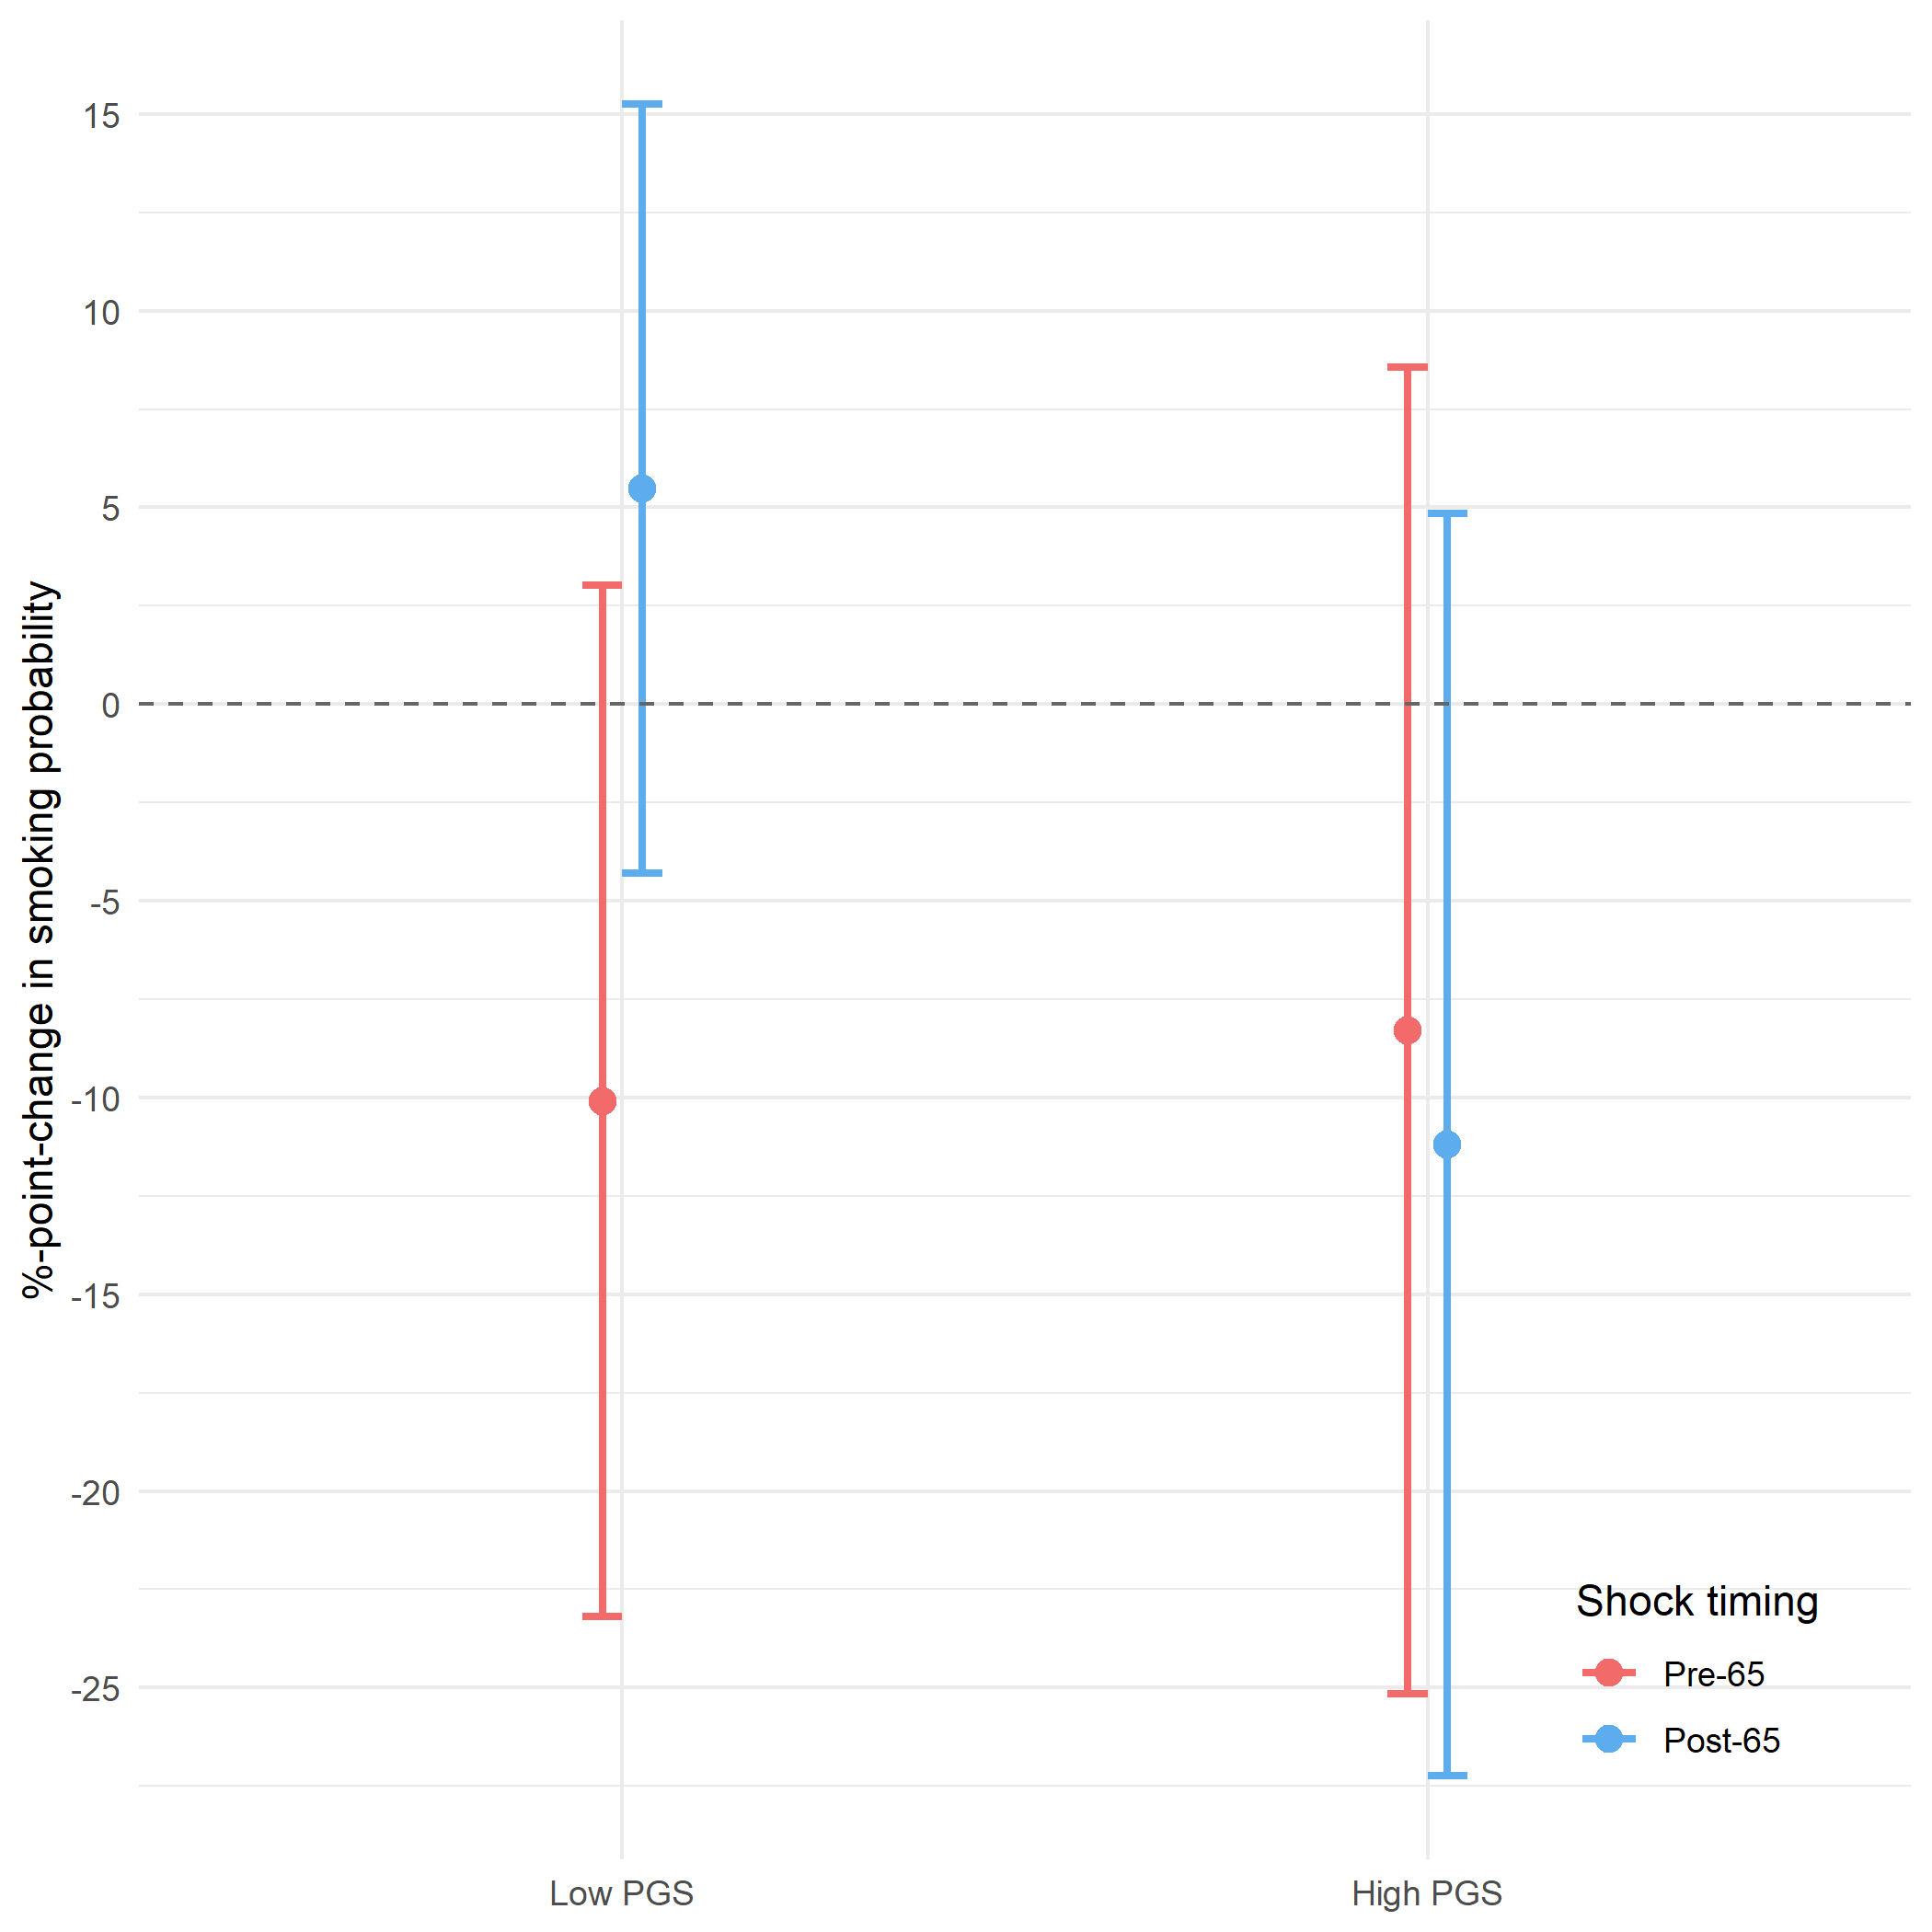 %-point-change in smoking probability
15
10
5
0
-5
-10
-15
-20
-25
Low PGS
High PGS
Shock timing
Pre-65
Post-65